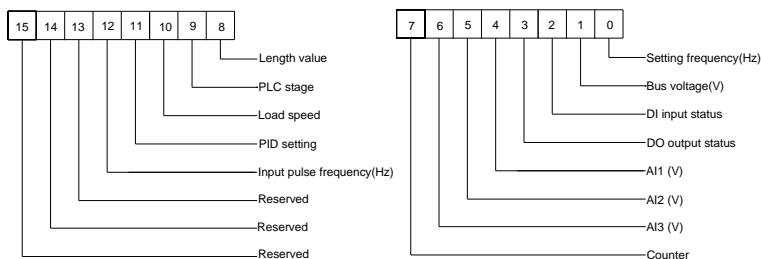 15 14 13 12 11 10 9 8
Length value
PLC stage
Load speed
PID setting
Input pulse frequency(Hz)
Reserved
Reserved
Reserved
7 6 5 4 3 2 1 0
Setting frequency(Hz)
Bus voltage(V)
DI input status
DO output status
AI1 (V)
AI2 (V)
AI3 (V)
Counter